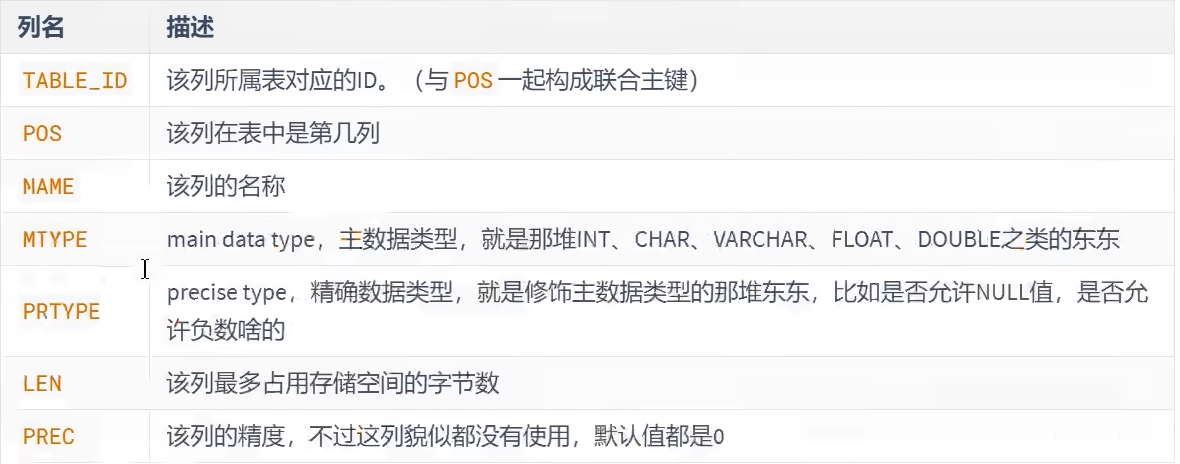 列名 描述
TABLE_ID 该列所属表对应的ID。（与 POS 一起构成联合主键）
POS 该列在表中是第几列
NAME 该列的名称
MTYPE main data type，主数据类型，就是那堆INT、CHAR、VARCHAR、FLOAT、DOUBLE之类的东东
PRTYPE precise type，精确数据类型，就是修饰主数据类型的那堆东东，比如是否允许NULL值，是否允
许负数啥的
LEN 该列最多占用存储空间的字节数
PREC 该列的精度，不过这列貌似都没有使用，默认值都是0